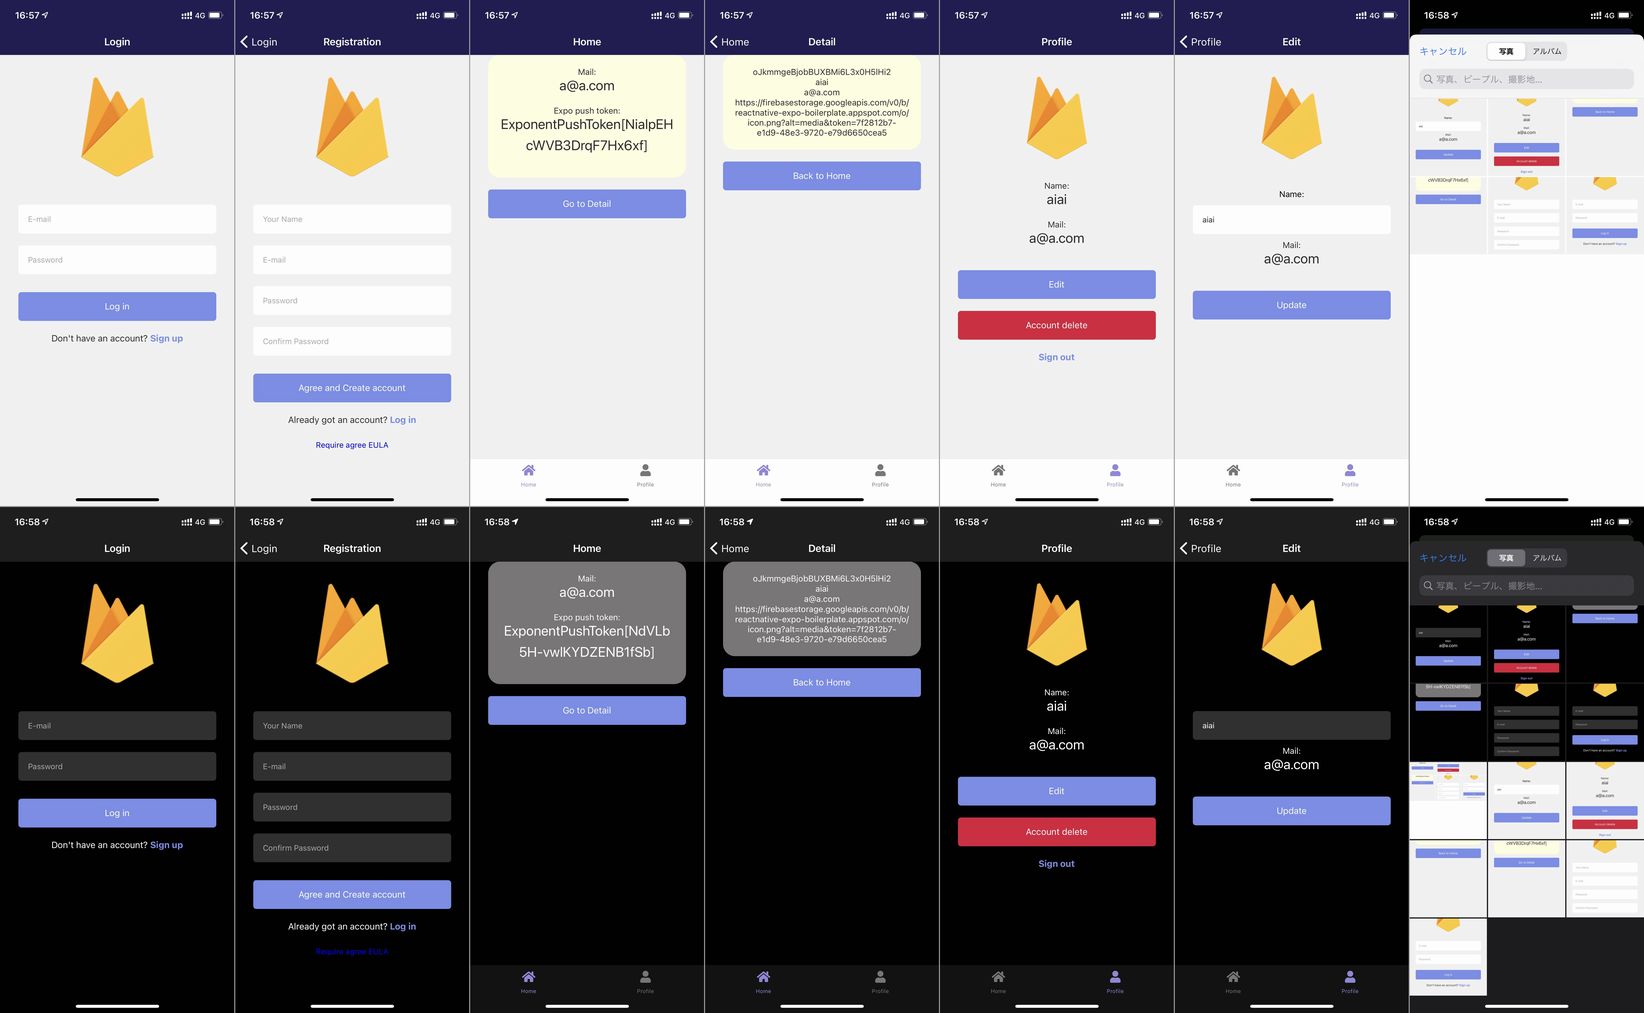 16:57
4G
Login
E-mail
Password
Log in
Don't have an account? Sign up
16:57
4G
Login
Registration
Your Name
E-mail
Password
Confirm Password
Agree and Create account
Already got an account? Log in
Require agree EULA
16:57
4G
Home
Mail:
a@a.com
Expo push token:
ExponentPushToken[NialpEH
cWVB3DrqF7Hx6xf]
Go to Detail
Home
Profile
16:57
4G
Home
Detail
oJkmmgeBjobBUXBMi6L3x0H5IHi2
aiai
a@a.com
https://firebasestorage.googleapis.com/v0/b/
reactnative-expo-boilerplate.appspot.com/o/
icon.png?alt=media&token=7f2812b7-
e1d9-48e3-9720-e79d6650cea5
Back to Home
Home
Profile
16:57
4G
Profile
Name:
aiai
Mail:
a@a.com
Edit
Account delete
Sign out
Home
Profile
16:57
4G
Profile
Edit
Name:
aiai
Mail:
a@a.com
Update
Home
Profile
16:58
4G
キャンセル
写真
アルバム
写真、ピープル、撮影地...
16:58
4G
Login
E-mail
Password
Log in
Don't have an account? Sign up
16:58
4G
Login
Registration
Your Name
E-mail
Password
Confirm Password
Agree and Create account
Already got an account? Log in
Require agree EULA
16:58
4G
Home
Mail:
a@a.com
Expo push token:
ExponentPushToken[NdVLb
5H-vwlKYDZENB1fSb]
Go to Detail
Home
Profile
16:58
4G
Home
Detail
oJkmmgeBjobBUXBMi6L3x0H5IHi2
aiai
a@a.com
https://firebasestorage.googleapis.com/v0/b/
reactnative-expo-boilerplate.appspot.com/o/
icon.png?alt=media&token=7f2812b7-
e1d9-48e3-9720-e79d6650cea5
Back to Home
Home
Profile
16:58
4G
Profile
Name:
aiai
Mail:
a@a.com
Edit
Account delete
Sign out
Home
Profile
16:58
4G
Profile
Edit
aiai
Mail:
a@a.com
Update
Home
Profile
16:58
4G
キャンセル
写真
アルバム
写真、ピープル、撮影地...